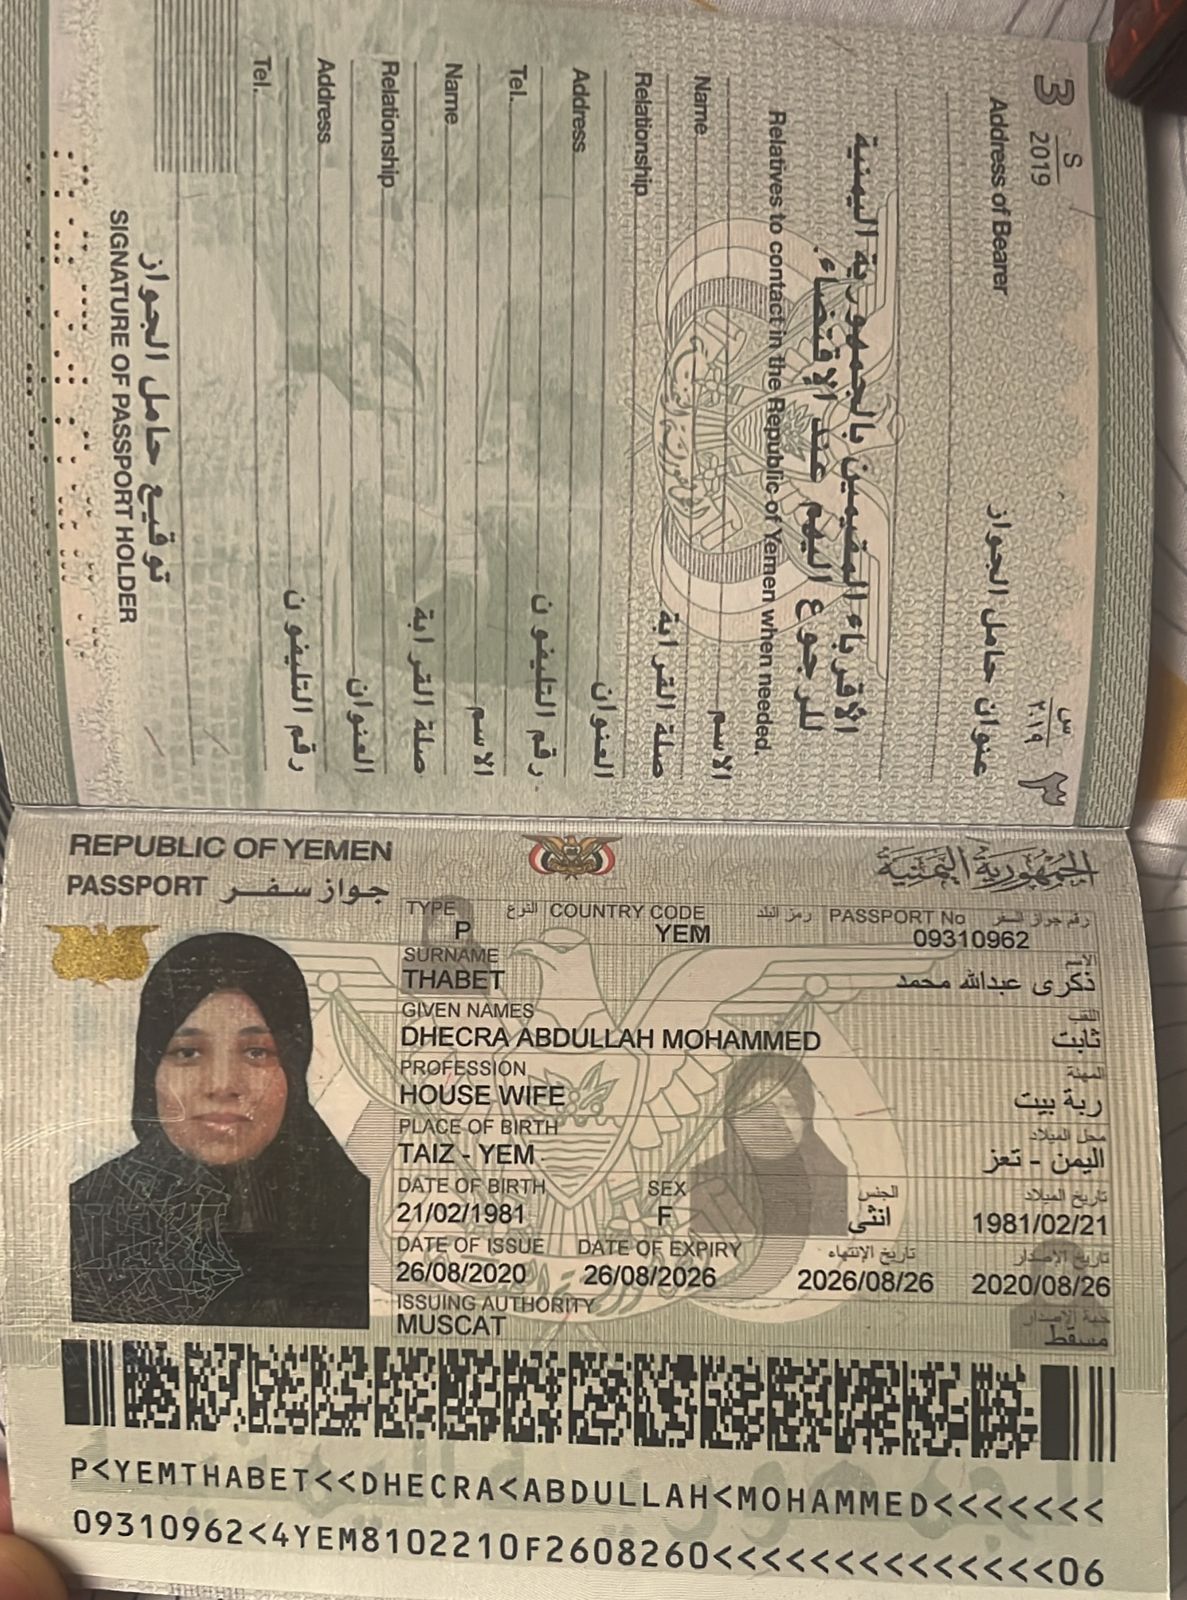 3
S
2019
س
٢٠١٩
٣
Address of Bearer
عنوان حامل الجواز
الأقرباء المقيمين بالجمهورية اليمنية
للرجوع اليهم عند الإقتضاء.
Relatives to contact in the Republic of Yemen when needed.
Name الاسم
Relationship صلة القرابة
Address العنوان
Tel. رقم التليفون
Name الاسم
Relationship صلة القرابة
Address العنوان
Tel. رقم التليفون
توقيع حامل الجواز
SIGNATURE OF PASSPORT HOLDER
REPUBLIC OF YEMEN الجمهورية اليمنية
PASSPORT جواز سفر
TYPE النوع COUNTRY CODE رمز البلد PASSPORT No رقم جواز السفر
P YEM 09310962
SURNAME الاسم
THABET ذكرى عبدالله محمد
GIVEN NAMES اللقب
DHECRA ABDULLAH MOHAMMED ثابت
PROFESSION المهنة
HOUSE WIFE ربة بيت
PLACE OF BIRTH محل الميلاد
TAIZ - YEM اليمن - تعز
DATE OF BIRTH SEX الجنس تاريخ الميلاد
21/02/1981 F انثى 1981/02/21
DATE OF ISSUE DATE OF EXPIRY تاريخ الإنتهاء تاريخ الإصدار
26/08/2020 26/08/2026 2026/08/26 2020/08/26
ISSUING AUTHORITY جهة الإصدار
MUSCAT مسقط
P<YEMTHABET<<DHECRA<ABDULLAH<MOHAMMED<<<<<<<
09310962<4YEM8102210F2608260<<<<<<<<<<<<<<06